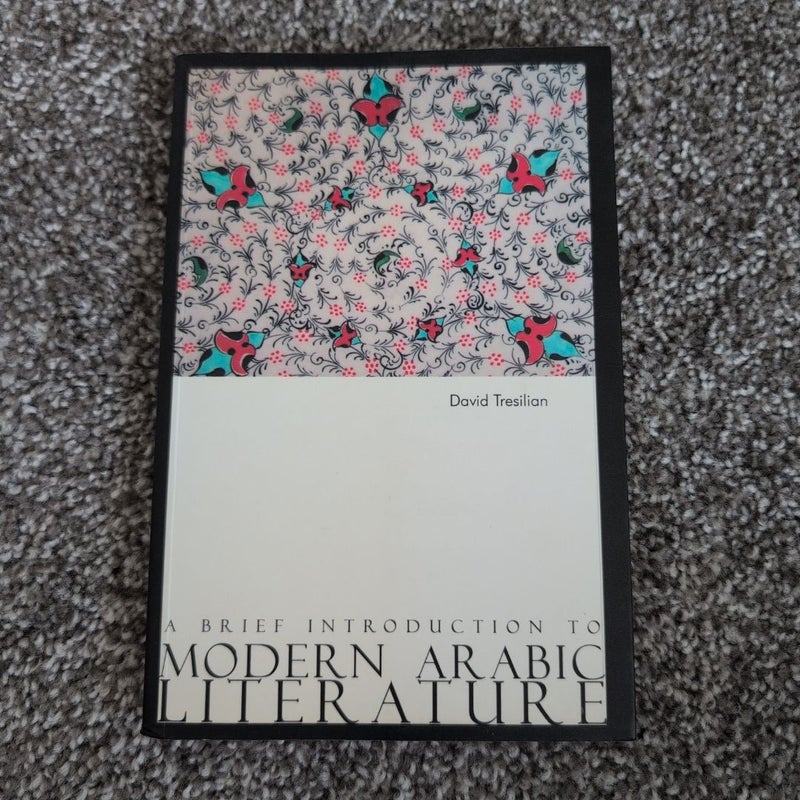 David Tresilian
A BRIEF INTRODUCTION TO
MODERN ARABIC
LITERATURE